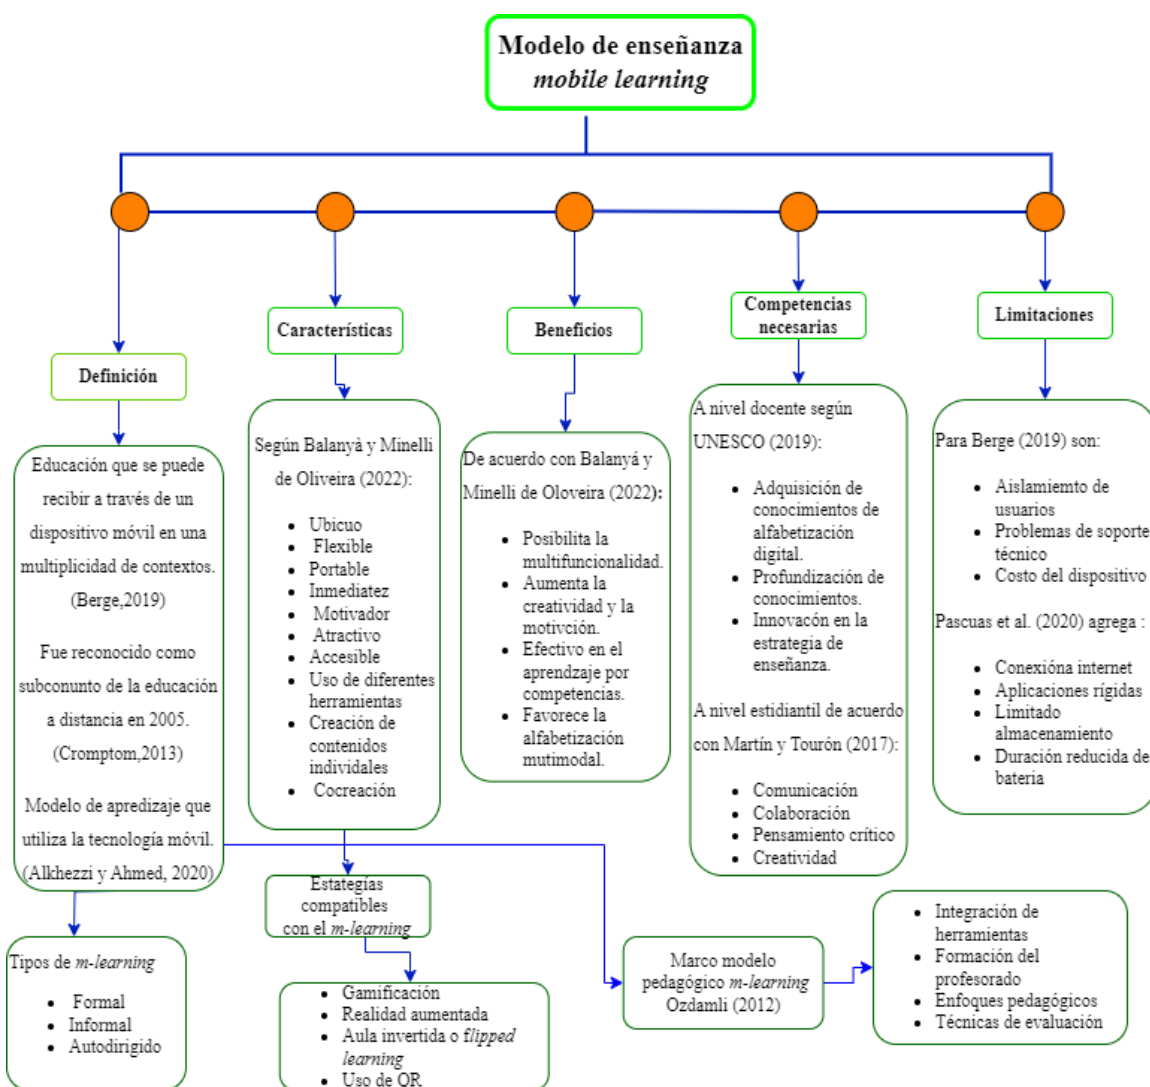 Modelo de enseñanza
mobile learning
Definición
Educación que se puede
recibir a través de un
dispositivo móvil en una
multiplicidad de contextos.
(Berge,2019)
Fue reconocido como
subconunto de la educación
a distancia en 2005.
(Cromptom,2013)
Modelo de apredizaje que
utiliza la tecnología móvil.
(Alkhezzi y Ahmed, 2020)
Tipos de m-learning
• Formal
• Informal
• Autodirigido
Característícas
Según Balanyà y Minelli
de Oliveira (2022):
• Ubicuo
• Flexible
• Portable
• Inmediatez
• Motivador
• Atractivo
• Accesible
• Uso de diferentes
herramientas
• Creación de
contenidos
individales
• Cocreación
Estategías
compatibles
con el m-learning
• Gamificación
• Realidad aumentada
• Aula invertida o flipped
learning
• Uso de QR
Beneficios
De acuerdo con Balanyá y
Minelli de Oloveira (2022):
• Posibilita la
multifuncionalidad.
• Aumenta la
creatividad y la
motivción.
• Efectivo en el
aprendzaje por
competencias.
• Favorece la
alfabetización
mutimodal.
Competencias
necesarias
A nivel docente según
UNESCO (2019):
• Adquisición de
conocimientos de
alfabetización
digital.
• Profundización de
conocimientos.
• Innovacón en la
estrategia de
enseñanza.
A nivel estidiantil de acuerdo
con Martín y Tourón (2017):
• Comunicación
• Colaboración
• Pensamiento crítico
• Creatividad
Limitaciones
Para Berge (2019) son:
• Aislamiemto de
usuarios
• Problemas de soporte
técnico
• Costo del dispositivo
Pascuas et al. (2020) agrega :
• Conexióna internet
• Aplicaciones rígidas
• Limitado
almacenamiento
• Duración reducida de
bateria
Marco modelo
pedagógico m-learning
Ozdamli (2012)
• Integración de
herramientas
• Formación del
profesorado
• Enfoques pedagógicos
• Técnicas de evaluación